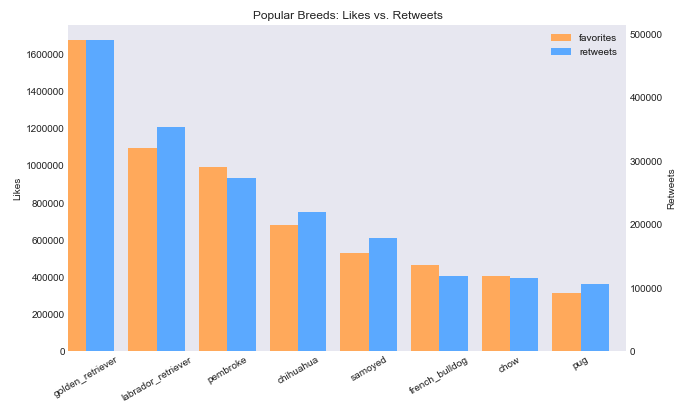 Popular Breeds: Likes vs. Retweets
favorites
retweets
Likes
1600000
1400000
1200000
1000000
800000
600000
400000
200000
0
Retweets
500000
400000
300000
200000
100000
0
golden_retriever
labrador_retriever
pembroke
chihuahua
samoyed
french_bulldog
chow
pug